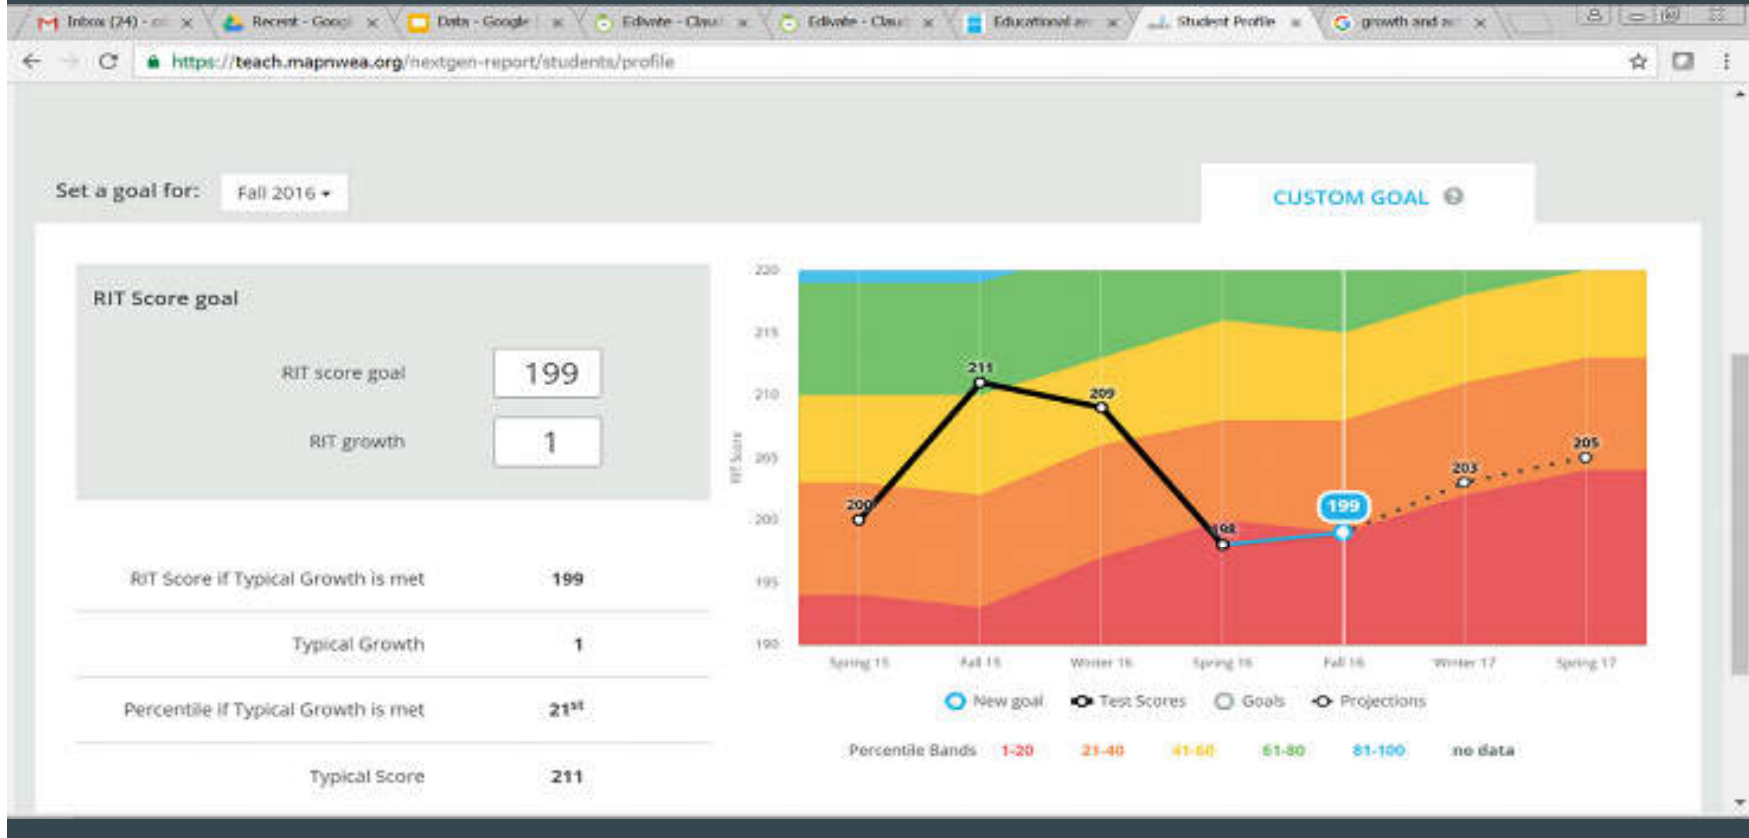 Inbox (24) -
Recent - Googl
Data - Google
Edivate - Clau
Edivate - Clau
Educational an
Student Profile
growth and a
https://teach.mapnwea.org/nextgen-report/students/profile
Set a goal for:
Fall 2016
CUSTOM GOAL ?
RIT Score goal
RIT score goal 199
RIT growth 1
RIT Score if Typical Growth is met 199
Typical Growth 1
Percentile if Typical Growth is met 21st
Typical Score 211
RIT Score
220
215
210
205
200
195
190
200
211
209
198
199
203
205
Spring 15 Fall 15 Winter 16 Spring 16 Fall 16 Winter 17 Spring 17
New goal Test Scores Goals Projections
Percentile Bands 1-20 21-40 41-60 61-80 81-100 no data